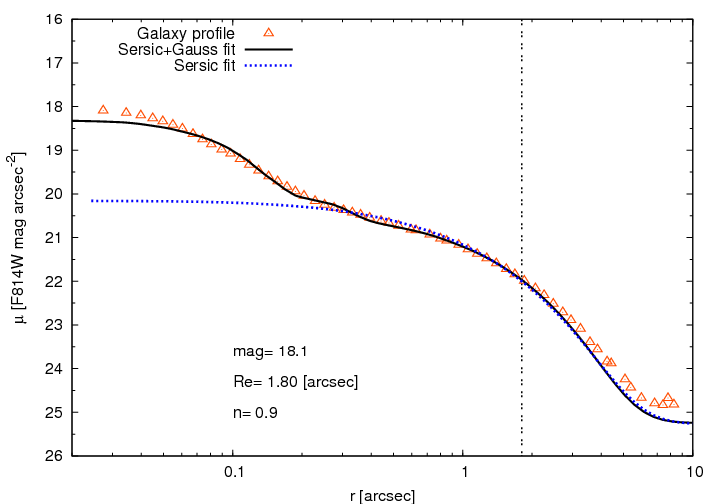 16
17
18
19
20
21
22
23
24
25
26
μ [F814W mag arcsec-2]
Galaxy profile
Sersic+Gauss fit
Sersic fit
mag= 18.1
Re= 1.80 [arcsec]
n= 0.9
0.1 1 10
r [arcsec]